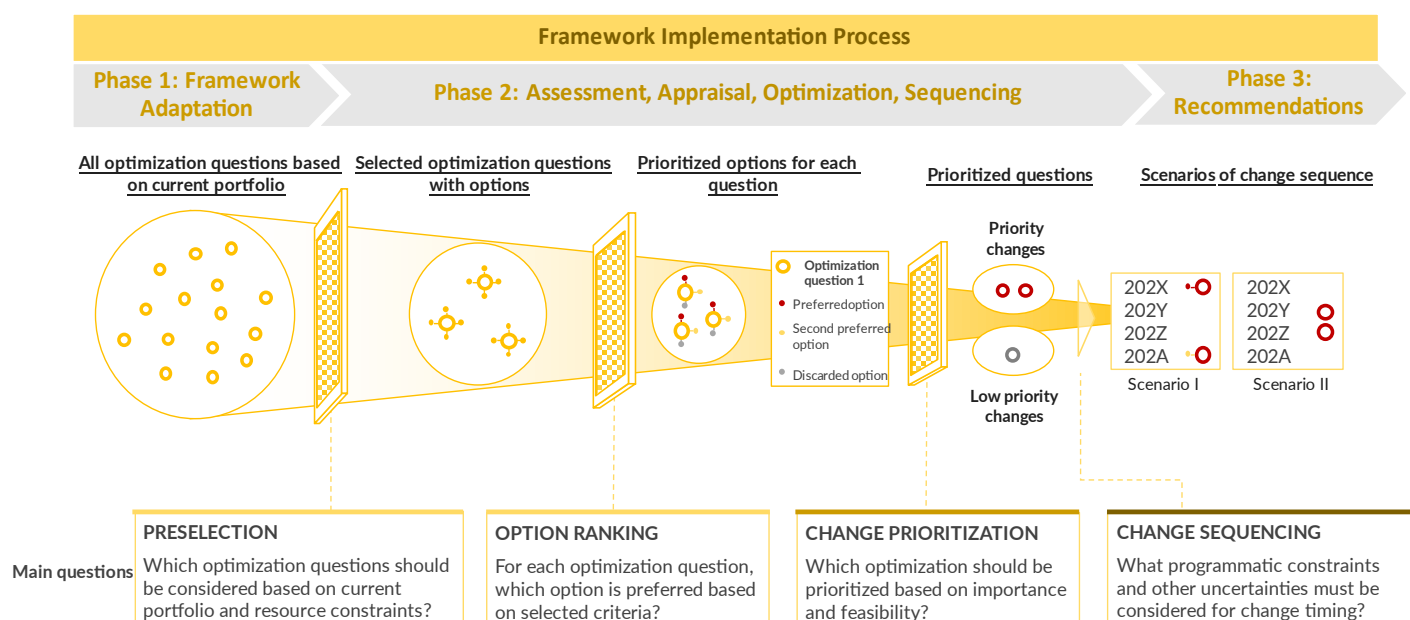 Framework Implementation Process
Phase 1: Framework
Adaptation
Phase 2: Assessment, Appraisal, Optimization, Sequencing
Phase 3:
Recommendations
All optimization questions based
on current portfolio
Selected optimization questions
with options
Prioritized options for each
question
Prioritized questions
Scenarios of change sequence
Optimization
question 1
Preferredoption
Second preferred
option
Discarded option
Priority
changes
Low priority
changes
202X
202Y
202Z
202A
Scenario I
202X
202Y
202Z
202A
Scenario II
Main questions
PRESELECTION
Which optimization questions should
be considered based on current
portfolio and resource constraints?
OPTION RANKING
For each optimization question,
which option is preferred based
on selected criteria?
CHANGE PRIORITIZATION
Which optimization should be
prioritized based on importance
and feasibility?
CHANGE SEQUENCING
What programmatic constraints
and other uncertainties must be
considered for change timing?